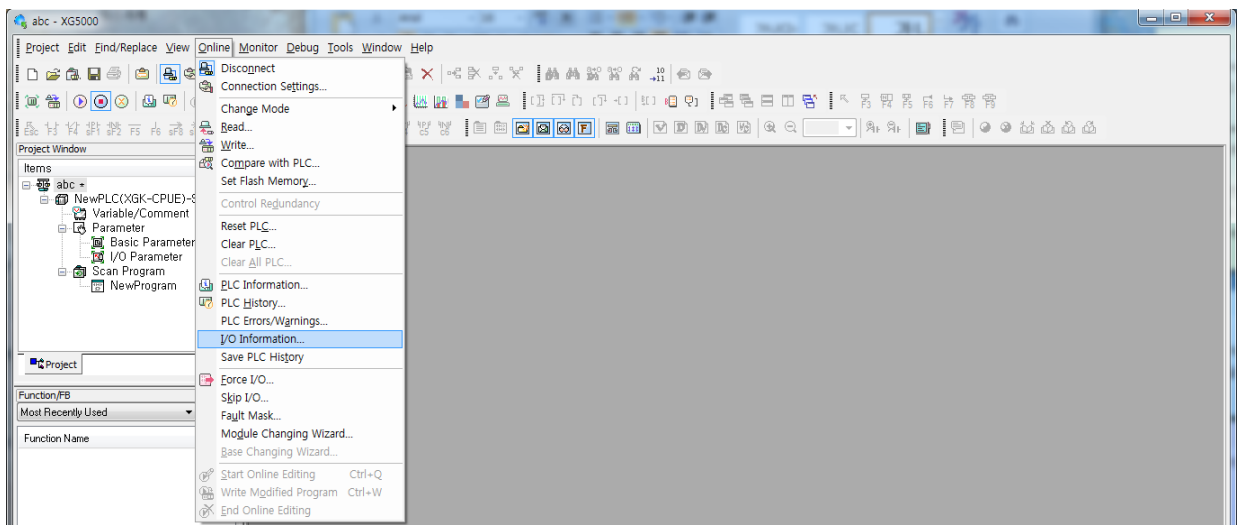 abc - XG5000
Project Edit Find/Replace View Online Monitor Debug Tools Window Help
Project Window
Items
abc *
NewPLC(XGK-CPUE)-S
Variable/Comment
Parameter
Basic Parameter
I/O Parameter
Scan Program
NewProgram
Project
Function/FB
Most Recently Used
Function Name
Disconnect
Connection Settings...
Change Mode
Read...
Write...
Compare with PLC...
Set Flash Memory...
Control Redundancy
Reset PLC...
Clear PLC...
Clear All PLC...
PLC Information...
PLC History...
PLC Errors/Warnings...
I/O Information...
Save PLC History
Force I/O...
Skip I/O...
Fault Mask...
Module Changing Wizard...
Base Changing Wizard...
Start Online Editing Ctrl+Q
Write Modified Program Ctrl+W
End Online Editing